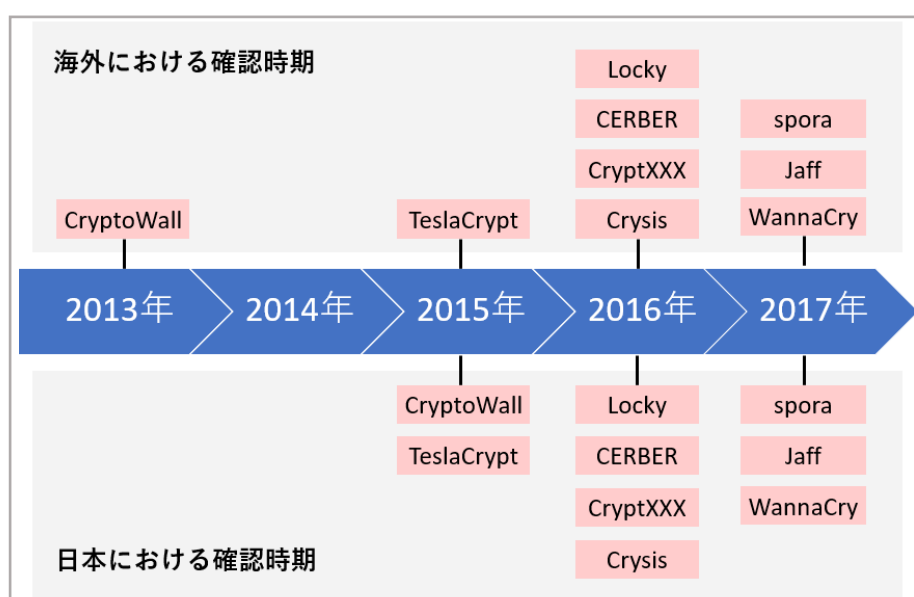 海外における確認時期
Locky
CERBER
spora
CryptXXX
Jaff
CryptoWall
TeslaCrypt
Crysis
WannaCry
2013年
2014年
2015年
2016年
2017年
CryptoWall
Locky
spora
TeslaCrypt
CERBER
Jaff
CryptXXX
WannaCry
日本における確認時期
Crysis